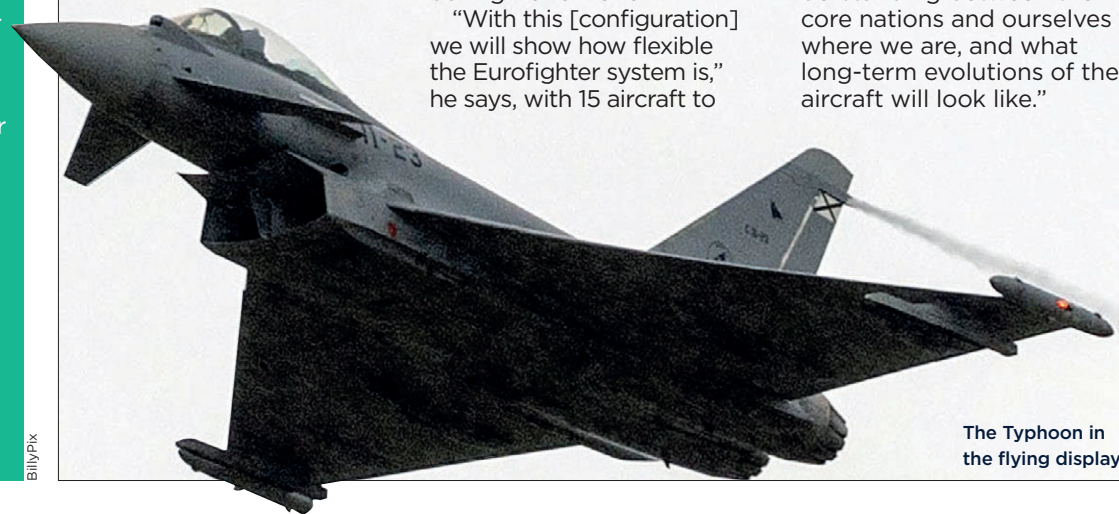 “With this [configuration]
we will show how flexible
the Eurofighter system is,”
he says, with 15 aircraft to
core nations and ourselves
where we are, and what
long-term evolutions of the
aircraft will look like.”
11-23
The Typhoon in
the flying display
BillyPix